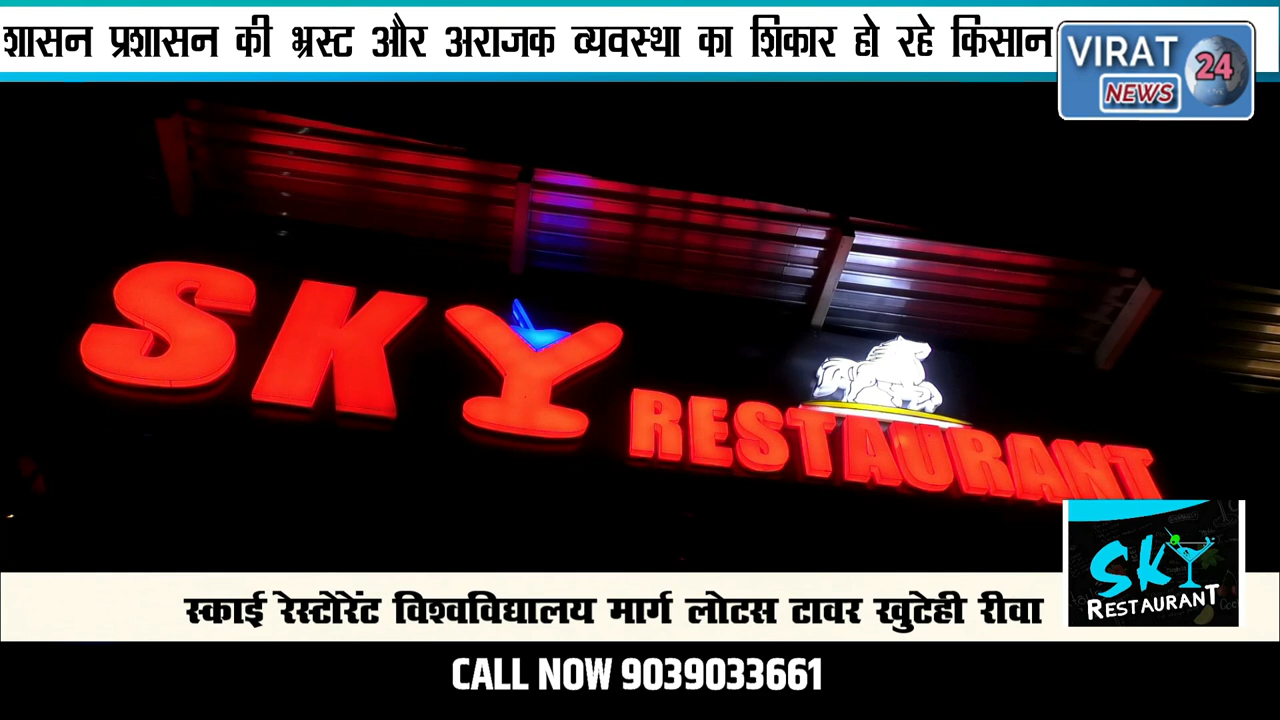 शासन प्रशासन की भ्रस्ट और अराजक व्यवस्था का शिकार हो रहे किसान
VIRAT
24
NEWS
SKY
RESTAURANT
SKY
RESTAURANT
स्काई रेस्टोरेंट विश्वविद्यालय मार्ग लोटस टावर खुटेही रीवा
CALL NOW 9039033661